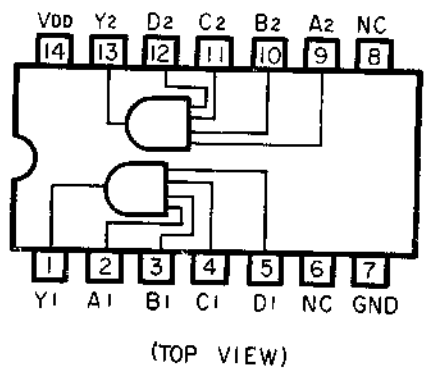 VDD Y2 D2 C2 B2 A2 NC
14 13 12 11 10 9 8
1 2 3 4 5 6 7
Y1 A1 B1 C1 D1 NC GND
(TOP VIEW)